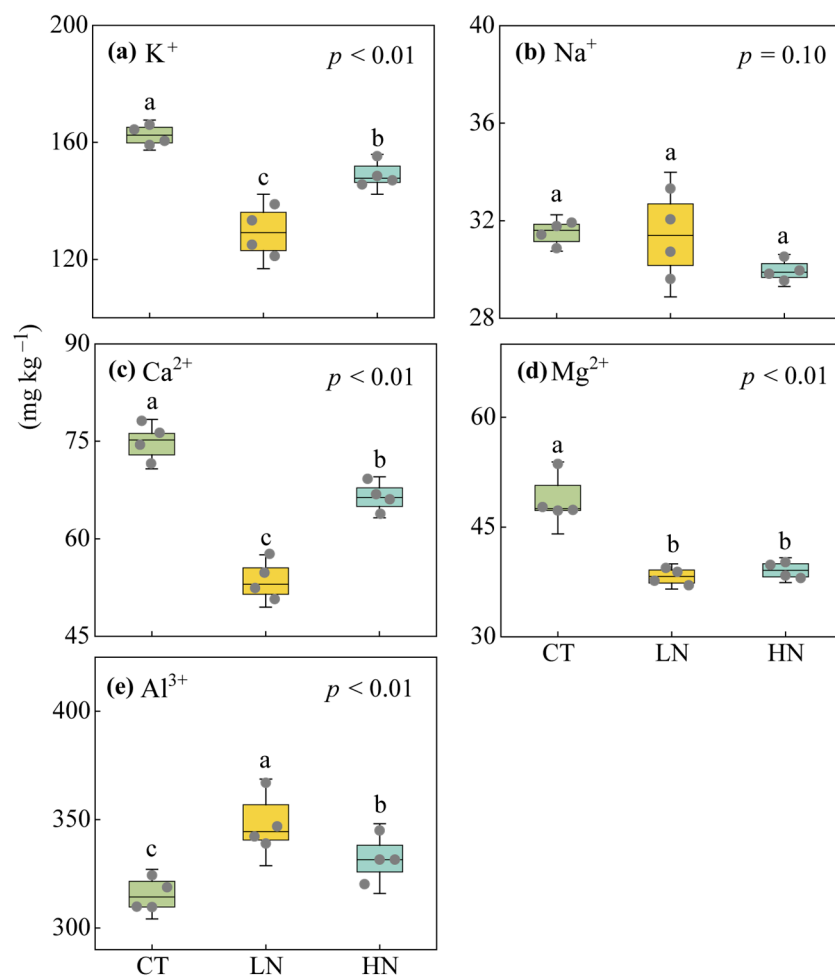 200
(a) K⁺
p < 0.01
a
160
b
c
120
40
(b) Na⁺
p = 0.10
36
a
a
32
a
28
(mg kg⁻¹)
90
(c) Ca²⁺
p < 0.01
a
75
b
60
c
45
(d) Mg²⁺
p < 0.01
60
a
45
b
b
30
CT
LN
HN
(e) Al³⁺
p < 0.01
400
a
350
b
c
300
CT
LN
HN